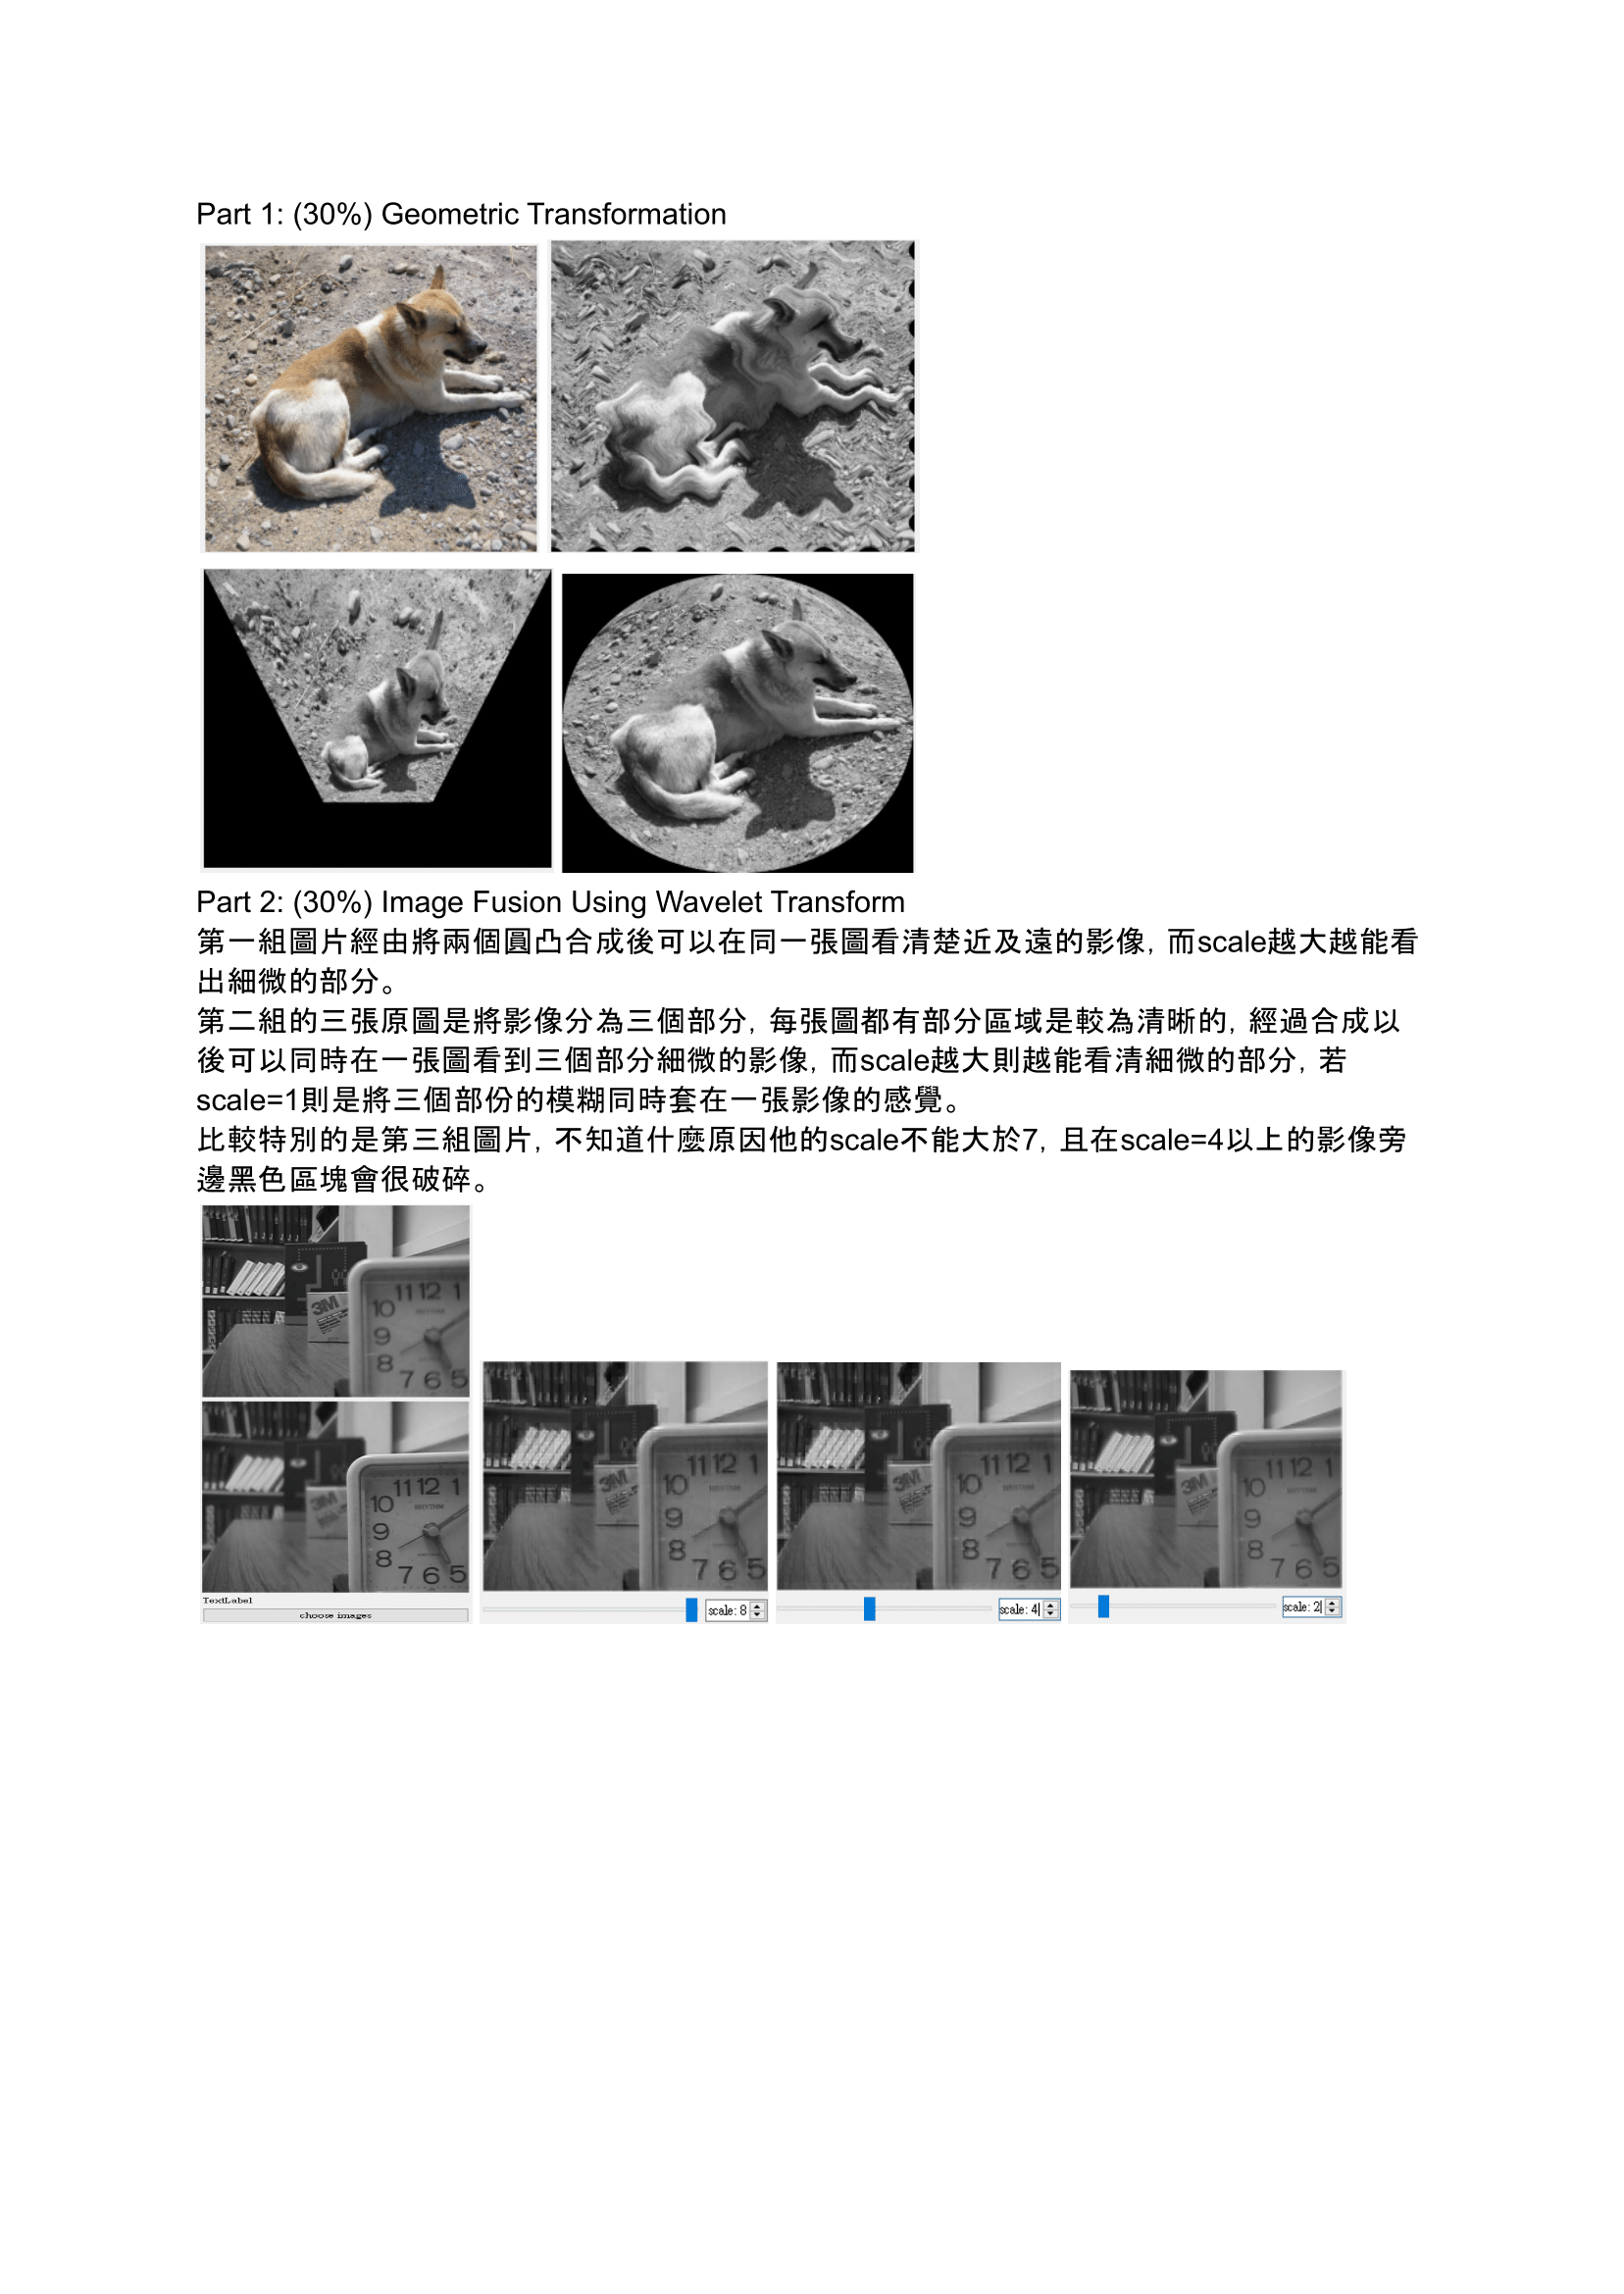 Part 1: (30%) Geometric Transformation
Part 2: (30%) Image Fusion Using Wavelet Transform
第一組圖片經由將兩個圓凸合成後可以在同一張圖看清楚近及遠的影像，而scale越大越能看
出細微的部分。
第二組的三張原圖是將影像分為三個部分，每張圖都有部分區域是較為清晰的，經過合成以
後可以同時在一張圖看到三個部分細微的影像，而scale越大則越能看清細微的部分，若
scale=1則是將三個部份的模糊同時套在一張影像的感覺。
比較特別的是第三組圖片，不知道什麼原因他的scale不能大於7，且在scale=4以上的影像旁
邊黑色區塊會很破碎。
3M
11 12 1
10
9
8
7 6 5
3M
11 12 1
RHYTHM
10
9
8
7 6 5
TextLabel
choose images
3M
11 12 1
10
9
8
7 6 5
scale: 8
3M
11 12 1
10
9
8
7 6 5
scale: 4
3M
11 12 1
10
9
8
7 6 5
scale: 2